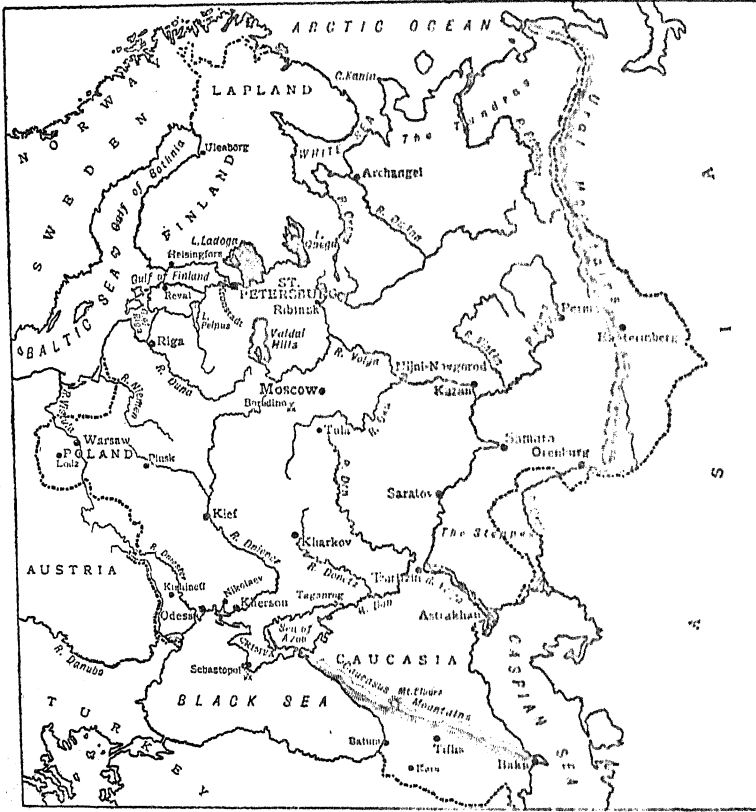 ARCTIC OCEAN
NORWAY
SWEDEN
LAPLAND
C. Kanin
The Tundras
Ural
WHITE SEA
Uleaborg
Archangel
Gulf of Bothnia
FINLAND
R. Dwina
L. Ladoga
L. Onega
Helsingfors
Gulf of Finland
ST.
PETERSBURG
Reval
Ribinsk
BALTIC SEA
L. Peipus
Valdai
Hills
Riga
R. Duna
R. Volga
Nijni-Novgorod
Kazan
Perm
Ekaterinberg
Moscow
Borodino
R. Niemen
Tula
Warsaw
POLAND
Lodz
Pinsk
Samara
Orenburg
R. Don
Saratov
Kief
R. Dnieper
Kharkov
R. Donetz
The Steppes
AUSTRIA
R. Dniester
Kishineff
Nikolaev
Odessa
Kherson
Taganrog
R. Don
Astrakhan
Sea of
Azov
CRIMEA
Sebastopol
R. Danube
BLACK SEA
CAUCASIA
Caucasus Mt. Elburz
Mountains
CASPIAN SEA
TURKEY
Batum
Tiflis
Kars
Baku
ASIA